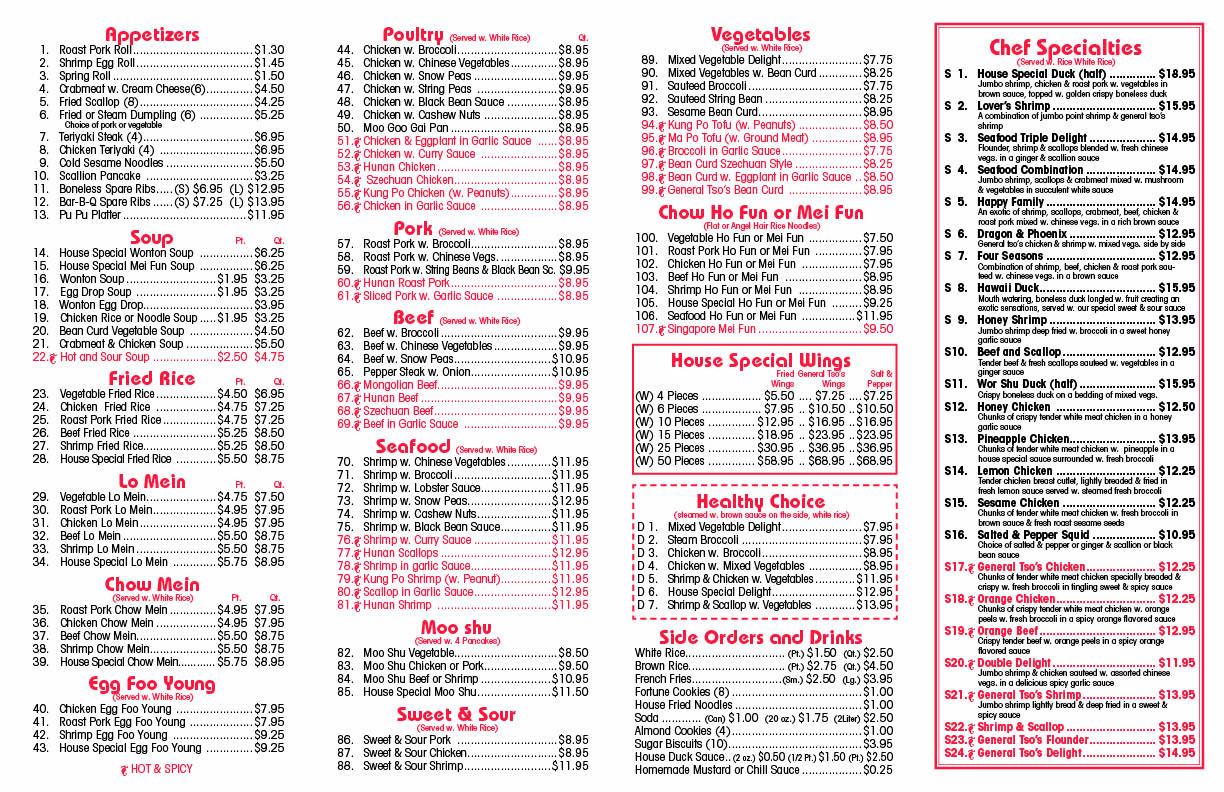 Appetizers
1. Roast Pork Roll $1.30
2. Shrimp Egg Roll $1.45
3. Spring Roll $1.50
4. Crabmeat w. Cream Cheese(6) $4.50
5. Fried Scallop (8) $4.25
6. Fried or Steam Dumpling (6) $5.25
Choice of pork or vegetable
7. Teriyaki Steak (4) $6.95
8. Chicken Teriyaki (4) $6.95
9. Cold Sesame Noodles $5.50
10. Scallion Pancake $3.25
11. Boneless Spare Ribs (S) $6.95 (L) $12.95
12. Bar-B-Q Spare Ribs (S) $7.25 (L) $13.95
13. Pu Pu Platter $11.95
Soup Pt. Qt.
14. House Special Wonton Soup $6.25
15. House Special Mei Fun Soup $6.25
16. Wonton Soup $1.95 $3.25
17. Egg Drop Soup $1.95 $3.25
18. Wonton Egg Drop $3.95
19. Chicken Rice or Noodle Soup $1.95 $3.25
20. Bean Curd Vegetable Soup $4.50
21. Crabmeat & Chicken Soup $5.50
22. Hot and Sour Soup $2.50 $4.75
Fried Rice Pt. Qt.
23. Vegetable Fried Rice $4.50 $6.95
24. Chicken Fried Rice $4.75 $7.25
25. Roast Pork Fried Rice $4.75 $7.25
26. Beef Fried Rice $5.25 $8.50
27. Shrimp Fried Rice $5.25 $8.50
28. House Special Fried Rice $5.50 $8.75
Lo Mein Pt. Qt.
29. Vegetable Lo Mein $4.75 $7.50
30. Roast Pork Lo Mein $4.95 $7.95
31. Chicken Lo Mein $4.95 $7.95
32. Beef Lo Mein $5.50 $8.75
33. Shrimp Lo Mein $5.50 $8.75
34. House Special Lo Mein $5.75 $8.95
Chow Mein
(Served w. White Rice) Pt. Qt.
35. Roast Pork Chow Mein $4.95 $7.95
36. Chicken Chow Mein $4.95 $7.95
37. Beef Chow Mein $5.50 $8.75
38. Shrimp Chow Mein $5.50 $8.75
39. House Special Chow Mein $5.75 $8.95
Egg Foo Young
(Served w. White Rice)
40. Chicken Egg Foo Young $7.95
41. Roast Pork Egg Foo Young $7.95
42. Shrimp Egg Foo Young $9.25
43. House Special Egg Foo Young $9.25
HOT & SPICY
Poultry (Served w. White Rice) Qt.
44. Chicken w. Broccoli $8.95
45. Chicken w. Chinese Vegetables $8.95
46. Chicken w. Snow Peas $9.95
47. Chicken w. String Peas $9.95
48. Chicken w. Black Bean Sauce $8.95
49. Chicken w. Cashew Nuts $8.95
50. Moo Goo Gai Pan $8.95
51. Chicken & Eggplant in Garlic Sauce $8.95
52. Chicken w. Curry Sauce $8.95
53. Hunan Chicken $8.95
54. Szechuan Chicken $8.95
55. Kung Po Chicken (w. Peanuts) $8.95
56. Chicken in Garlic Sauce $8.95
Pork (Served w. White Rice)
57. Roast Pork w. Broccoli $8.95
58. Roast Pork w. Chinese Vegs. $8.95
59. Roast Pork w. String Beans & Black Bean Sc. $9.95
60. Hunan Roast Pork $8.95
61. Sliced Pork w. Garlic Sauce $8.95
Beef (Served w. White Rice)
62. Beef w. Broccoli $9.95
63. Beef w. Chinese Vegetables $9.95
64. Beef w. Snow Peas $10.95
65. Pepper Steak w. Onion $10.95
66. Mongolian Beef $9.95
67. Hunan Beef $9.95
68. Szechuan Beef $9.95
69. Beef in Garlic Sauce $9.95
Seafood (Served w. White Rice)
70. Shrimp w. Chinese Vegetables $11.95
71. Shrimp w. Broccoli $11.95
72. Shrimp w. Lobster Sauce $11.95
73. Shrimp w. Snow Peas $12.95
74. Shrimp w. Cashew Nuts $11.95
75. Shrimp w. Black Bean Sauce $11.95
76. Shrimp w. Curry Sauce $11.95
77. Hunan Scallops $12.95
78. Shrimp in garlic Sauce $11.95
79. Kung Po Shrimp (w. Peanuf) $11.95
80. Scallop in Garlic Sauce $12.95
81. Hunan Shrimp $11.95
Moo shu
(Served w. 4 Pancakes)
82. Moo Shu Vegetable $8.50
83. Moo Shu Chicken or Pork $9.50
84. Moo Shu Beef or Shrimp $10.95
85. House Special Moo Shu $11.50
Sweet & Sour
(Served w. White Rice)
86. Sweet & Sour Pork $8.95
87. Sweet & Sour Chicken $8.95
88. Sweet & Sour Shrimp $11.95
Vegetables
(Served w. White Rice)
89. Mixed Vegetable Delight $7.75
90. Mixed Vegetables w. Bean Curd $8.25
91. Sauteed Broccoli $7.75
92. Sauteed String Bean $8.25
93. Sesame Bean Curd $8.95
94. Kung Po Tofu (w. Peanuts) $8.50
95. Ma Po Tofu (w. Ground Meat) $8.95
96. Broccoli in Garlic Sauce $7.75
97. Bean Curd Szechuan Style $8.25
98. Bean Curd w. Eggplant in Garlic Sauce $8.50
99. General Tso's Bean Curd $8.95
Chow Ho Fun or Mei Fun
(Flat or Angel Hair Rice Noodles)
100. Vegetable Ho Fun or Mei Fun $7.50
101. Roast Pork Ho Fun or Mei Fun $7.95
102. Chicken Ho Fun or Mei Fun $7.95
103. Beef Ho Fun or Mei Fun $8.95
104. Shrimp Ho Fun or Mei Fun $8.95
105. House Special Ho Fun or Mei Fun $9.25
106. Seafood Ho Fun or Mei Fun $11.95
107. Singapore Mei Fun $9.50
House Special Wings
Fried General Tso's Salt &
Wings Wings Pepper
(W) 4 Pieces $5.50 $7.25 $7.25
(W) 6 Pieces $7.95 $10.50 $10.50
(W) 10 Pieces $12.95 $16.95 $16.95
(W) 15 Pieces $18.95 $23.95 $23.95
(W) 25 Pieces $30.95 $36.95 $36.95
(W) 50 Pieces $58.95 $68.95 $68.95
Healthy Choice
(steamed w. brown sauce on the side, white rice)
D 1. Mixed Vegetable Delight $7.95
D 2. Steam Broccoli $7.95
D 3. Chicken w. Broccoli $8.95
D 4. Chicken w. Mixed Vegetables $8.95
D 5. Shrimp & Chicken w. Vegetables $11.95
D 6. House Special Delight $12.95
D 7. Shrimp & Scallop w. Vegetables $13.95
Side Orders and Drinks
White Rice (Pt.) $1.50 (Qt.) $2.50
Brown Rice (Pt.) $2.75 (Qt.) $4.50
French Fries (Sm.) $2.50 (Lg.) $3.95
Fortune Cookies (8) $1.00
House Fried Noodles $1.00
Soda (Can) $1.00 (20 oz.) $1.75 (2Liter) $2.50
Almond Cookies (4) $1.00
Sugar Biscuits (10) $3.95
House Duck Sauce (2 oz.) $0.50 (1/2 Pt.) $1.50 (Pt.) $2.50
Homemade Mustard or Chill Sauce $0.25
Chef Specialties
(Served w. Rice White Rice)
S 1. House Special Duck (half) $18.95
Jumbo shrimp, chicken & roast pork w. vegetables in
brown sauce, topped w. golden crispy boneless duck
S 2. Lover's Shrimp $15.95
A combination of jumbo point shrimp & general tso's
shrimp
S 3. Seafood Triple Delight $14.95
Flounder, shrimp & scallops blended w. fresh chinese
vegs. in a ginger & scallion sauce
S 4. Seafood Combination $14.95
Jumbo shrimp, scallops & crabmeat mixed w. mushroom
& vegetables in succulent white sauce
S 5. Happy Family $14.95
An exotic of shrimp, scallops, crabmeat, beef, chicken &
roast pork mixed w. chinese vegs. in a rich brown sauce
S 6. Dragon & Phoenix $12.95
General tso's chicken & shrimp w. mixed vegs. side by side
S 7. Four Seasons $12.95
Combination of shrimp, beef, chicken & roast pork sau-
teed w. chinese vegs. in a brown sauce
S 8. Hawaii Duck $15.95
Mouth watering, boneless duck longled w. fruit creating an
exotic sensations, served w. our special sweet & sour sauce
S 9. Honey Shrimp $13.95
Jumbo shrimp deep fried w. broccoli in a sweet honey
garlic sauce
S10. Beef and Scallop $12.95
Tender beef & fresh scallops sauteed w. vegetables in a
ginger sauce
S11. Wor Shu Duck (half) $15.95
Crispy boneless duck on a bedding of mixed vegs.
S12. Honey Chicken $12.50
Chunks of crispy tender white meat chicken in a honey
garlic sauce
S13. Pineapple Chicken $13.95
Chunks of tender white meat chicken w. pineapple in a
house special sauce surrounded w. fresh broccoli
S14. Lemon Chicken $12.25
Tender chicken breast cutlet, lightly breaded & fried in
fresh lemon sauce served w. steamed fresh broccoli
S15. Sesame Chicken $12.25
Chunks of tender white meat chicken w. fresh broccoli in
brown sauce & fresh roast sesame seeds
S16. Salted & Pepper Squid $10.95
Choice of salted & pepper or ginger & scallion or black
bean sauce
S17. General Tso's Chicken $12.25
Chunks of tender white meat chicken specially breaded &
crispy w. fresh broccoli in tingling sweet & spicy sauce
S18. Orange Chicken $12.25
Chunks of crispy tender white meat chicken w. orange
peels w. fresh broccoli in a spicy orange flavored sauce
S19. Orange Beef $12.95
Crispy tender beef w. orange peels in a spicy orange
flavored sauce
S20. Double Delight $11.95
Jumbo shrimp & chicken sauteed w. assorted chinese
vegs. in a delicious spicy garlic sauce
S21. General Tso's Shrimp $13.95
Jumbo shrimp lightly bread & deep fried in a sweet &
spicy sauce
S22. Shrimp & Scallop $13.95
S23. General Tso's Flounder $13.95
S24. General Tso's Delight $14.95